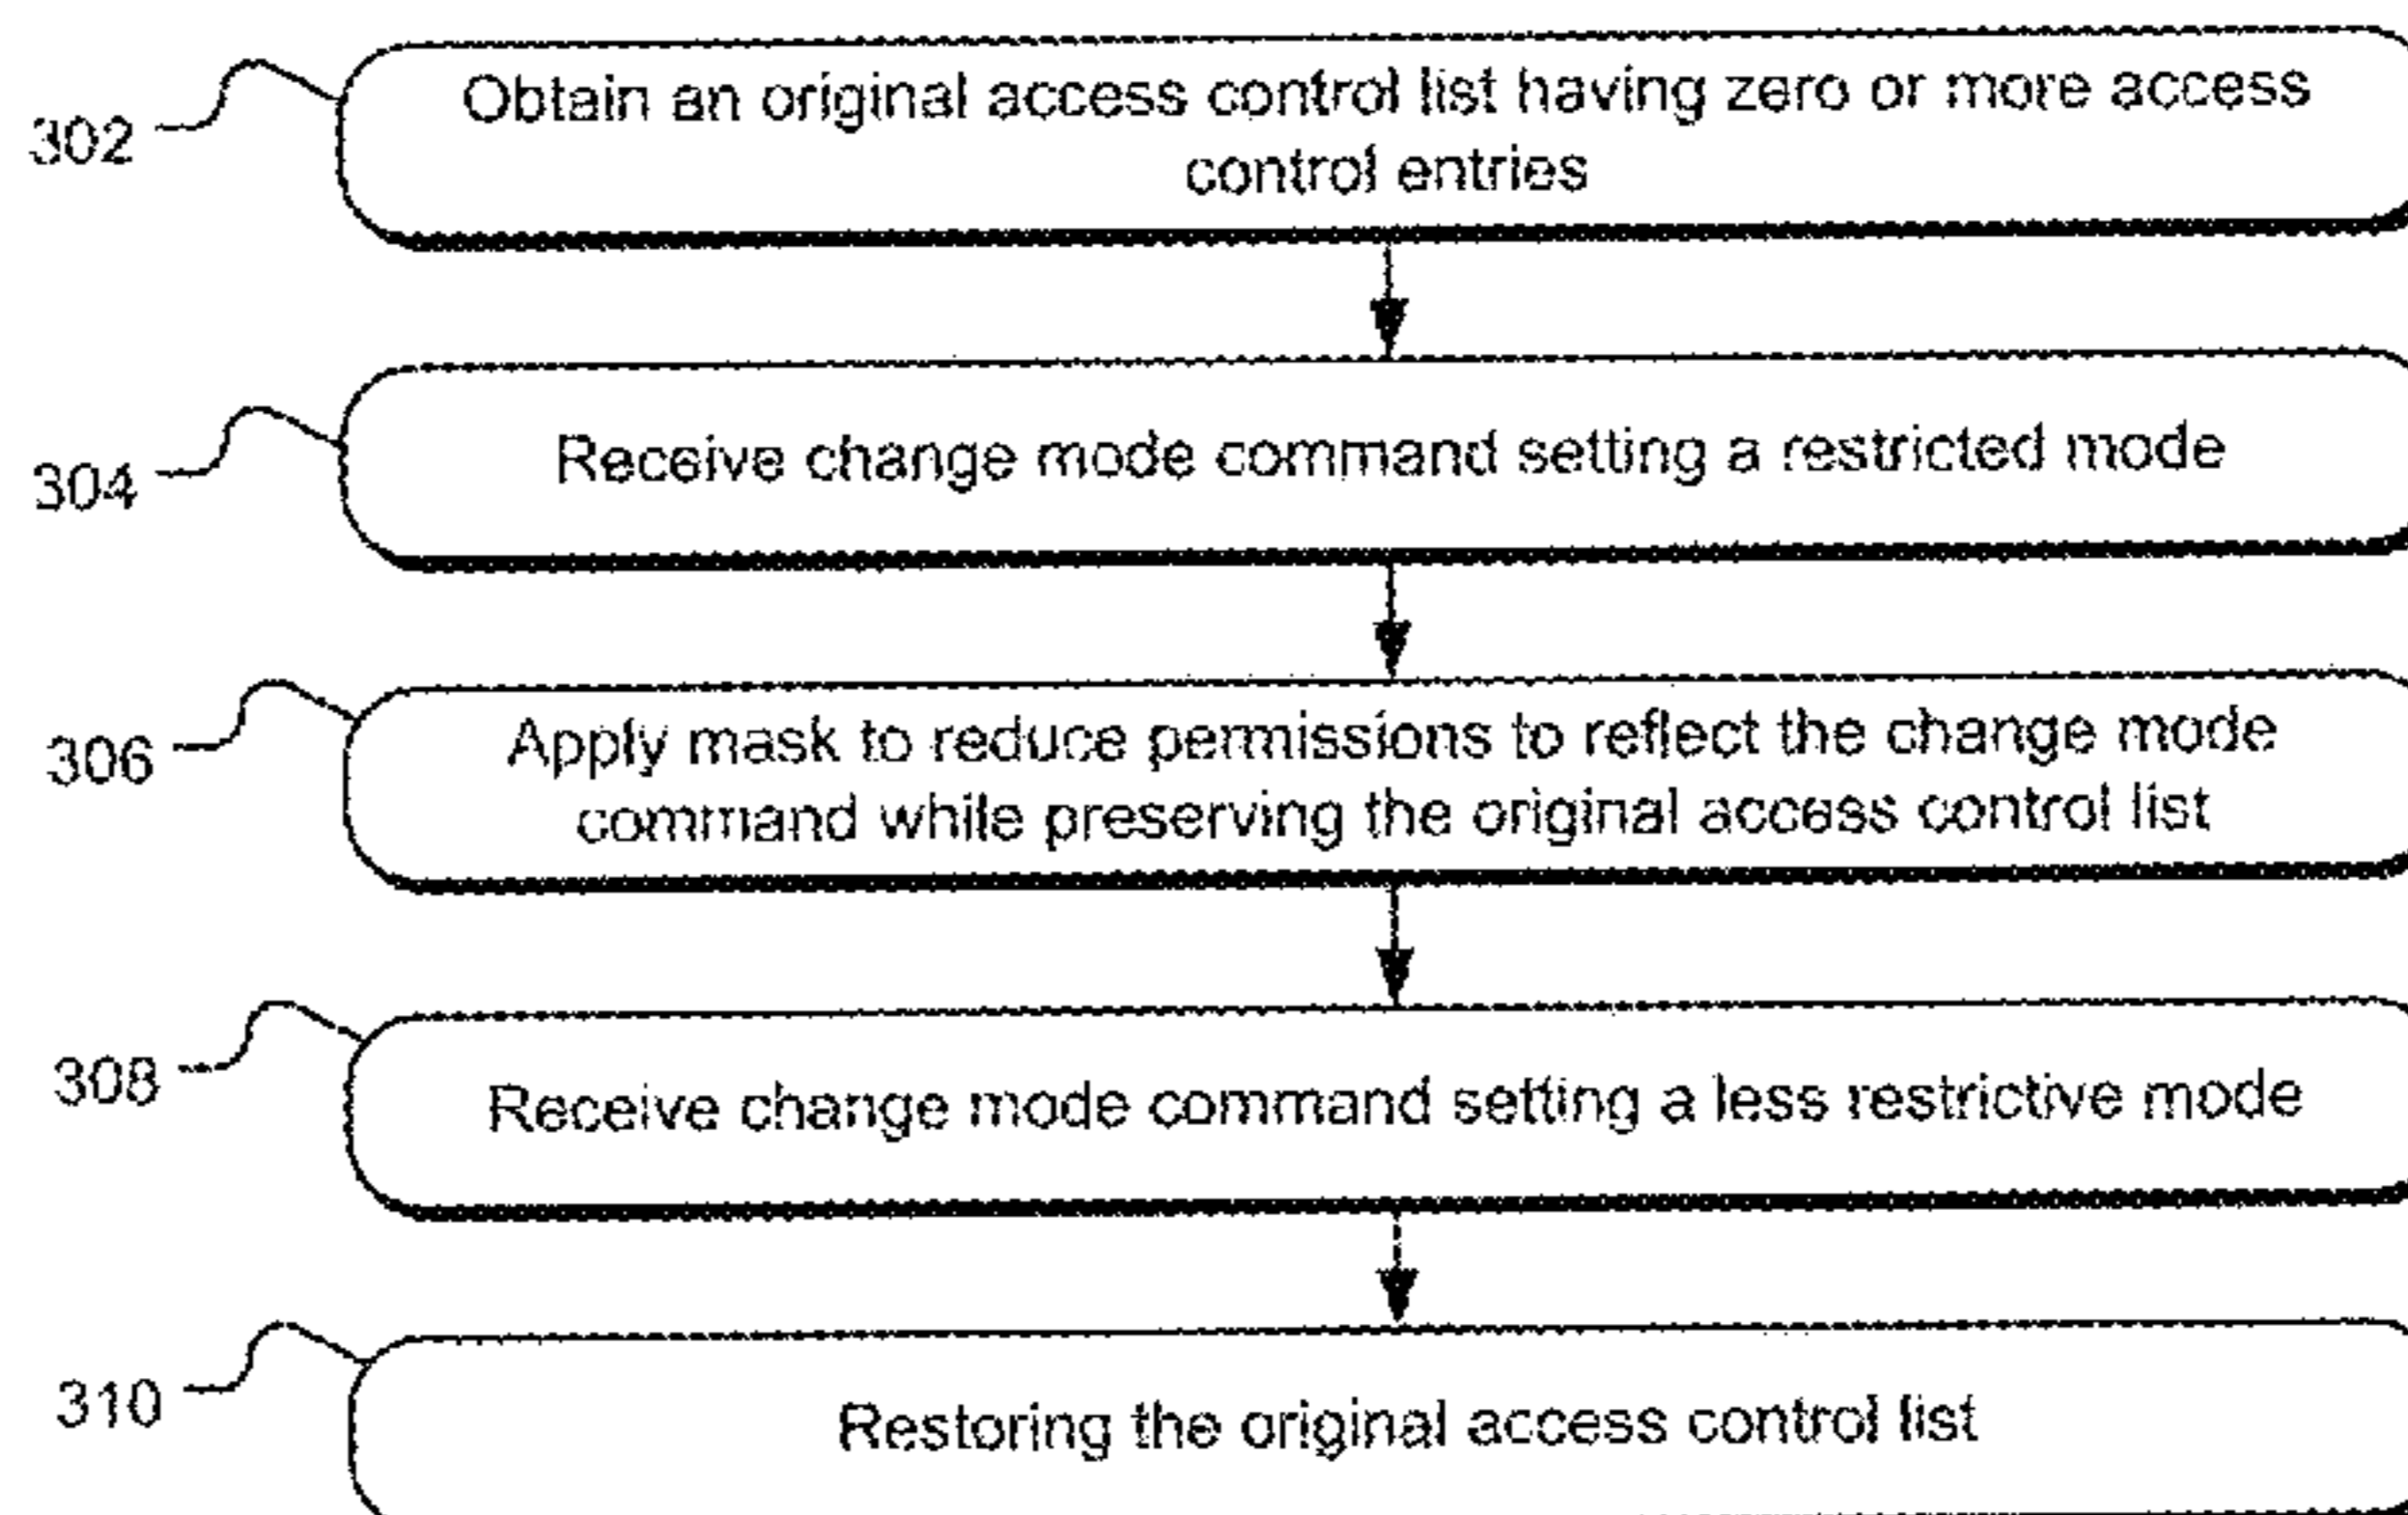 302
Obtain an original access control list having zero or more access
control entries
304
Receive change mode command setting a restricted mode
306
Apply mask to reduce permissions to reflect the change mode
command while preserving the original access control list
308
Receive change mode command setting a less restrictive mode
310
Restoring the original access control list